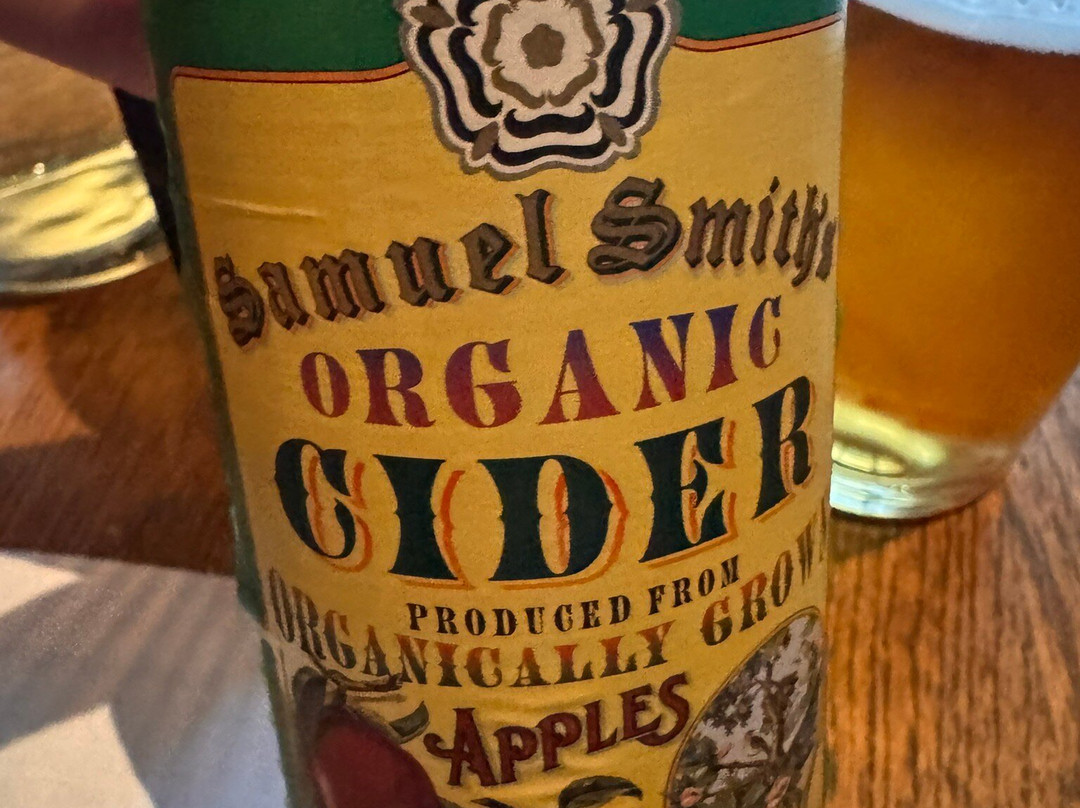 Samuel Smith's
ORGANIC
CIDER
PRODUCED FROM
ORGANICALLY GROWN
APPLES